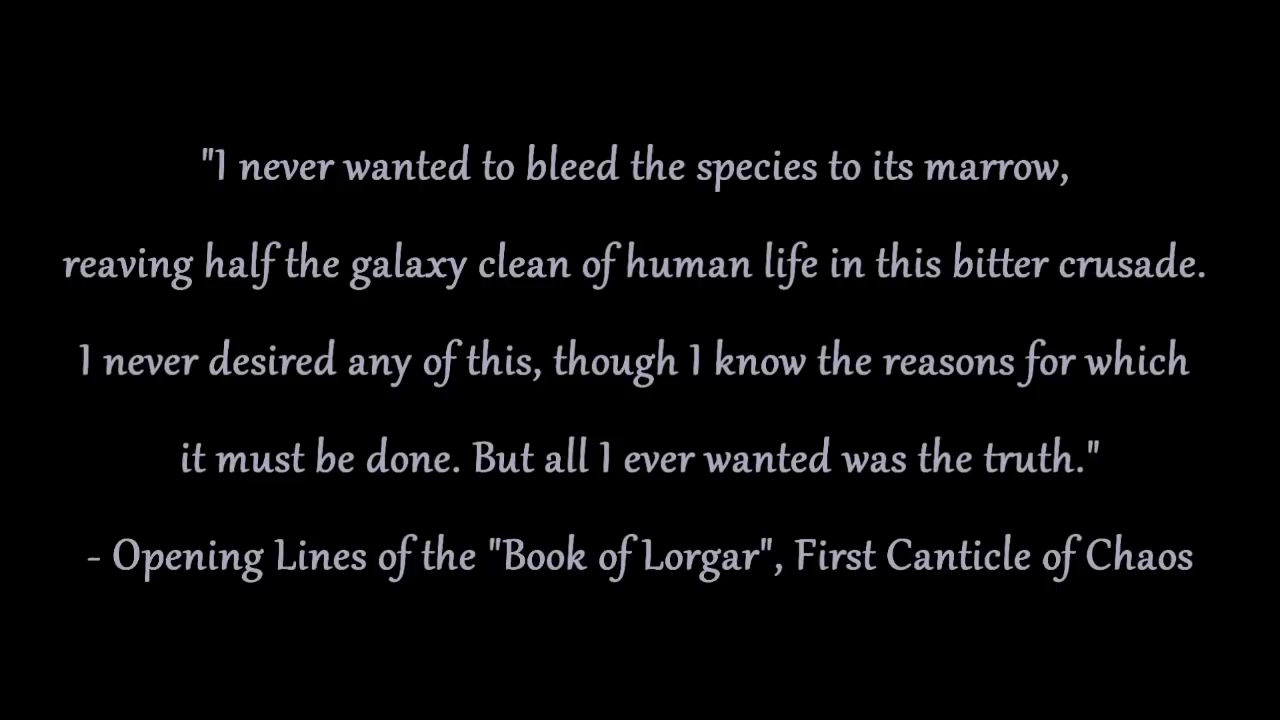 "I never wanted to bleed the species to its marrow,
reaving half the galaxy clean of human life in this bitter crusade.
I never desired any of this, though I know the reasons for which
it must be done. But all I ever wanted was the truth."
- Opening Lines of the "Book of Lorgar", First Canticle of Chaos